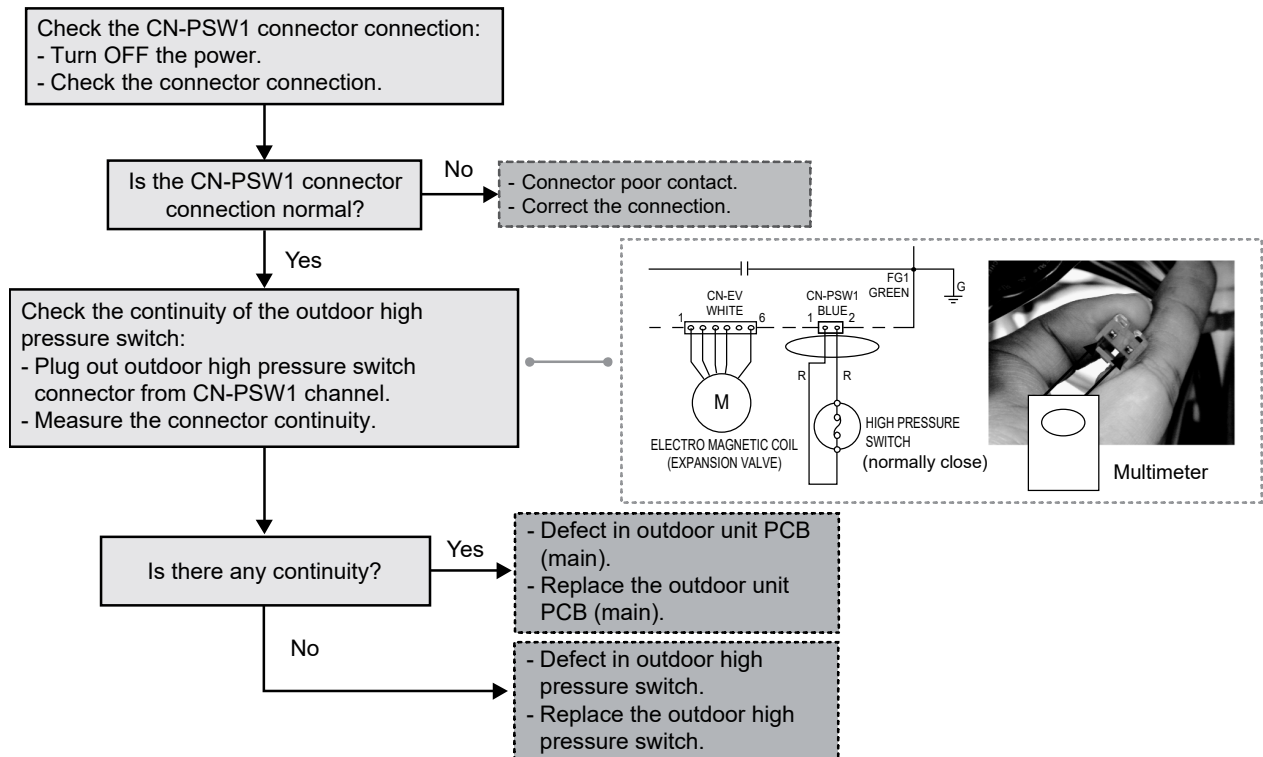 Check the CN-PSW1 connector connection:
- Turn OFF the power.
- Check the connector connection.
Is the CN-PSW1 connector
connection normal?
No
- Connector poor contact.
- Correct the connection.
Yes
Check the continuity of the outdoor high
pressure switch:
- Plug out outdoor high pressure switch
connector from CN-PSW1 channel.
- Measure the connector continuity.
FG1
GREEN
G
CN-EV
WHITE
1
6
CN-PSW1
BLUE
1
2
R
R
M
ELECTRO MAGNETIC COIL
(EXPANSION VALVE)
HIGH PRESSURE
SWITCH
(normally close)
Multimeter
Is there any continuity?
Yes
- Defect in outdoor unit PCB
(main).
- Replace the outdoor unit
PCB (main).
No
- Defect in outdoor high
pressure switch.
- Replace the outdoor high
pressure switch.